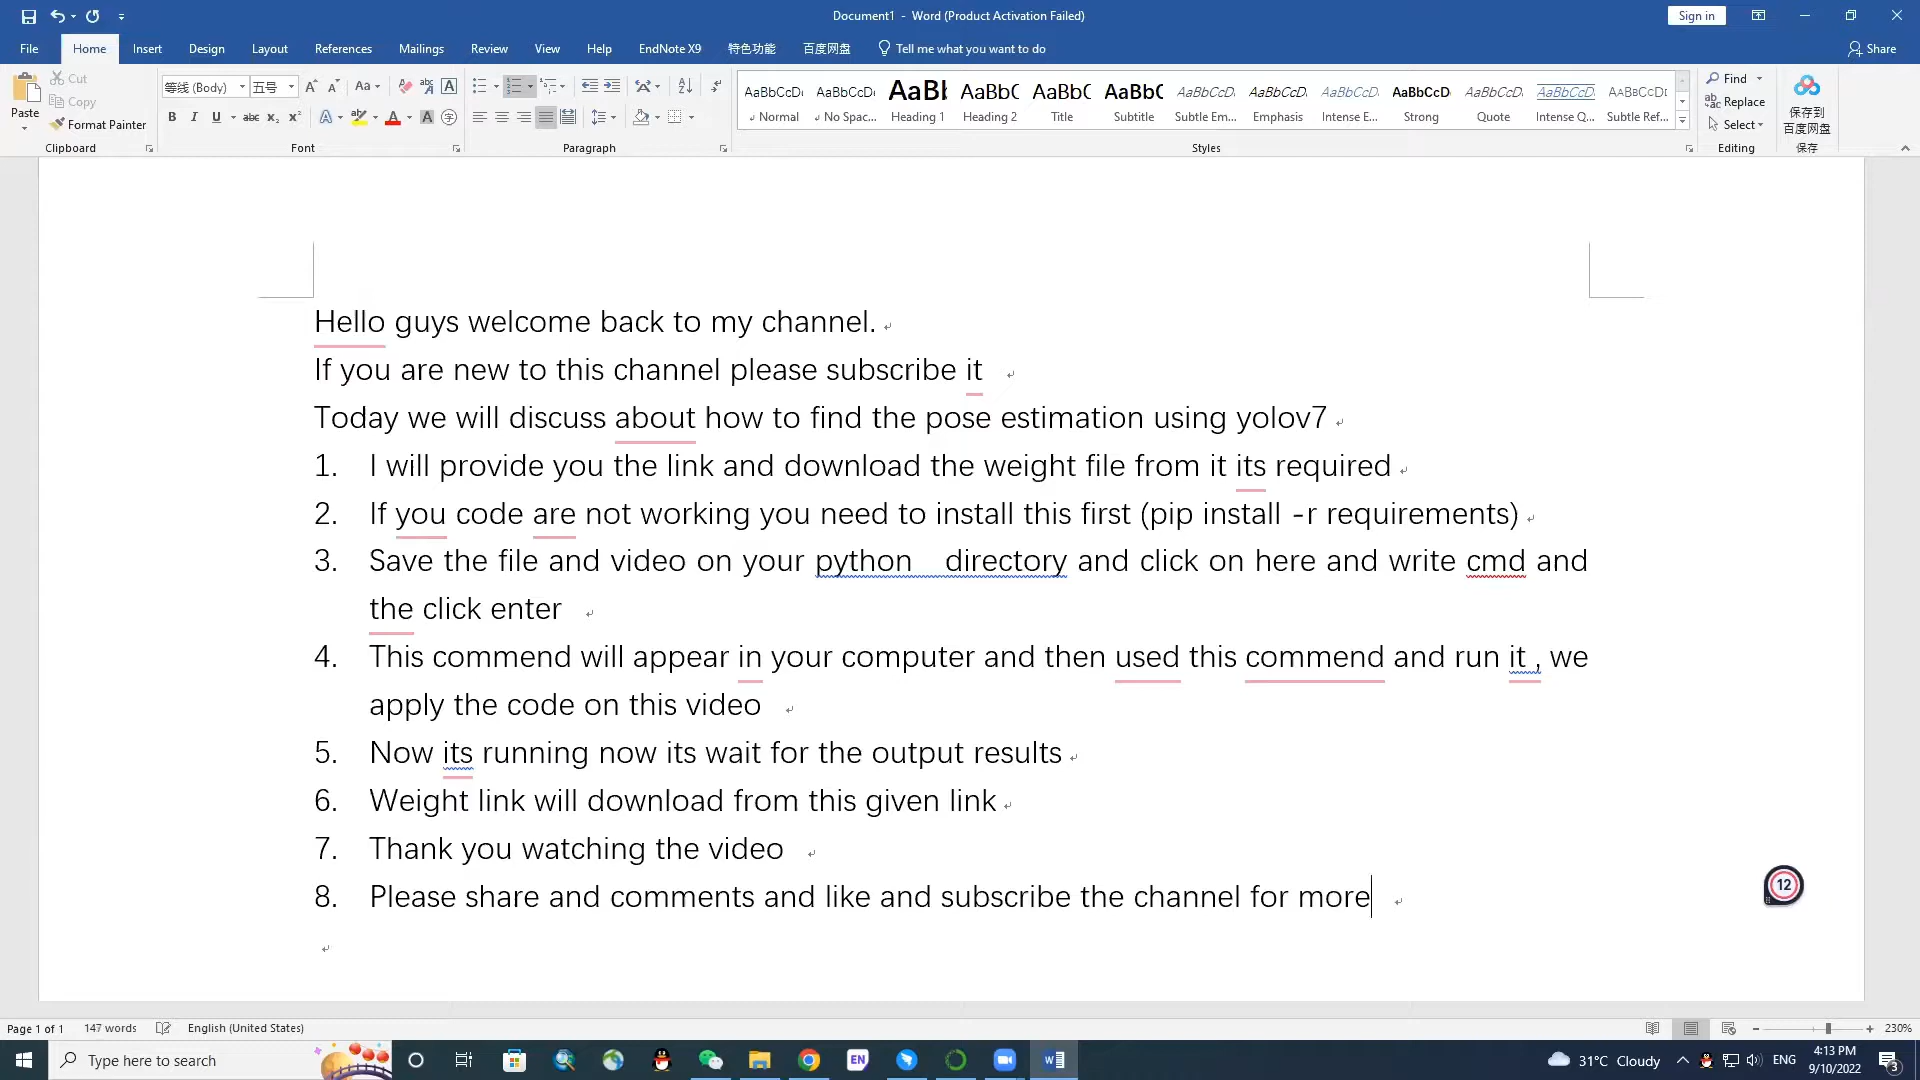 Document1 - Word (Product Activation Failed)
Sign in
File Home Insert Design Layout References Mailings Review View Help EndNote X9 特色功能 百度网盘 Tell me what you want to do
Share
Paste
Cut
Copy
Format Painter
Clipboard
等线 (Body) 五号
Font
Paragraph
AaBbCcDc AaBbCcDc AaBb AaBbC AaBbC AaBbC AaBbCcD AaBbCcD AaBbCcD AaBbCcD AaBbCcD AaBbCcD AaBbCcD
Normal No Spac... Heading 1 Heading 2 Title Subtitle Subtle Em... Emphasis Intense E... Strong Quote Intense Q... Subtle Ref...
Styles
Find
Replace
Select
Editing
保存到
百度网盘
保存
Hello guys welcome back to my channel.
If you are new to this channel please subscribe it
Today we will discuss about how to find the pose estimation using yolov7
1. I will provide you the link and download the weight file from it its required
2. If you code are not working you need to install this first (pip install -r requirements)
3. Save the file and video on your python directory and click on here and write cmd and
the click enter
4. This commend will appear in your computer and then used this commend and run it , we
apply the code on this video
5. Now its running now its wait for the output results
6. Weight link will download from this given link
7. Thank you watching the video
8. Please share and comments and like and subscribe the channel for more
12
Page 1 of 1 147 words English (United States)
230%
Type here to search
EN
31°C Cloudy
ENG
4:13 PM
9/10/2022
3